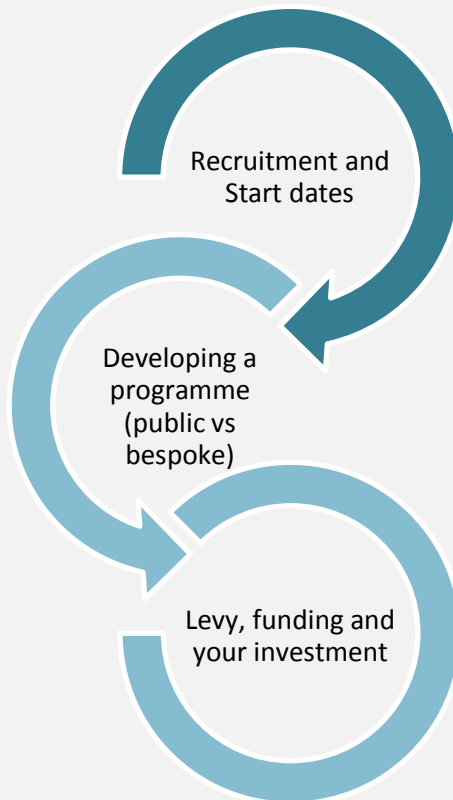 Recruitment and
Start dates
Developing a
programme
(public vs
bespoke)
Levy, funding and
your investment